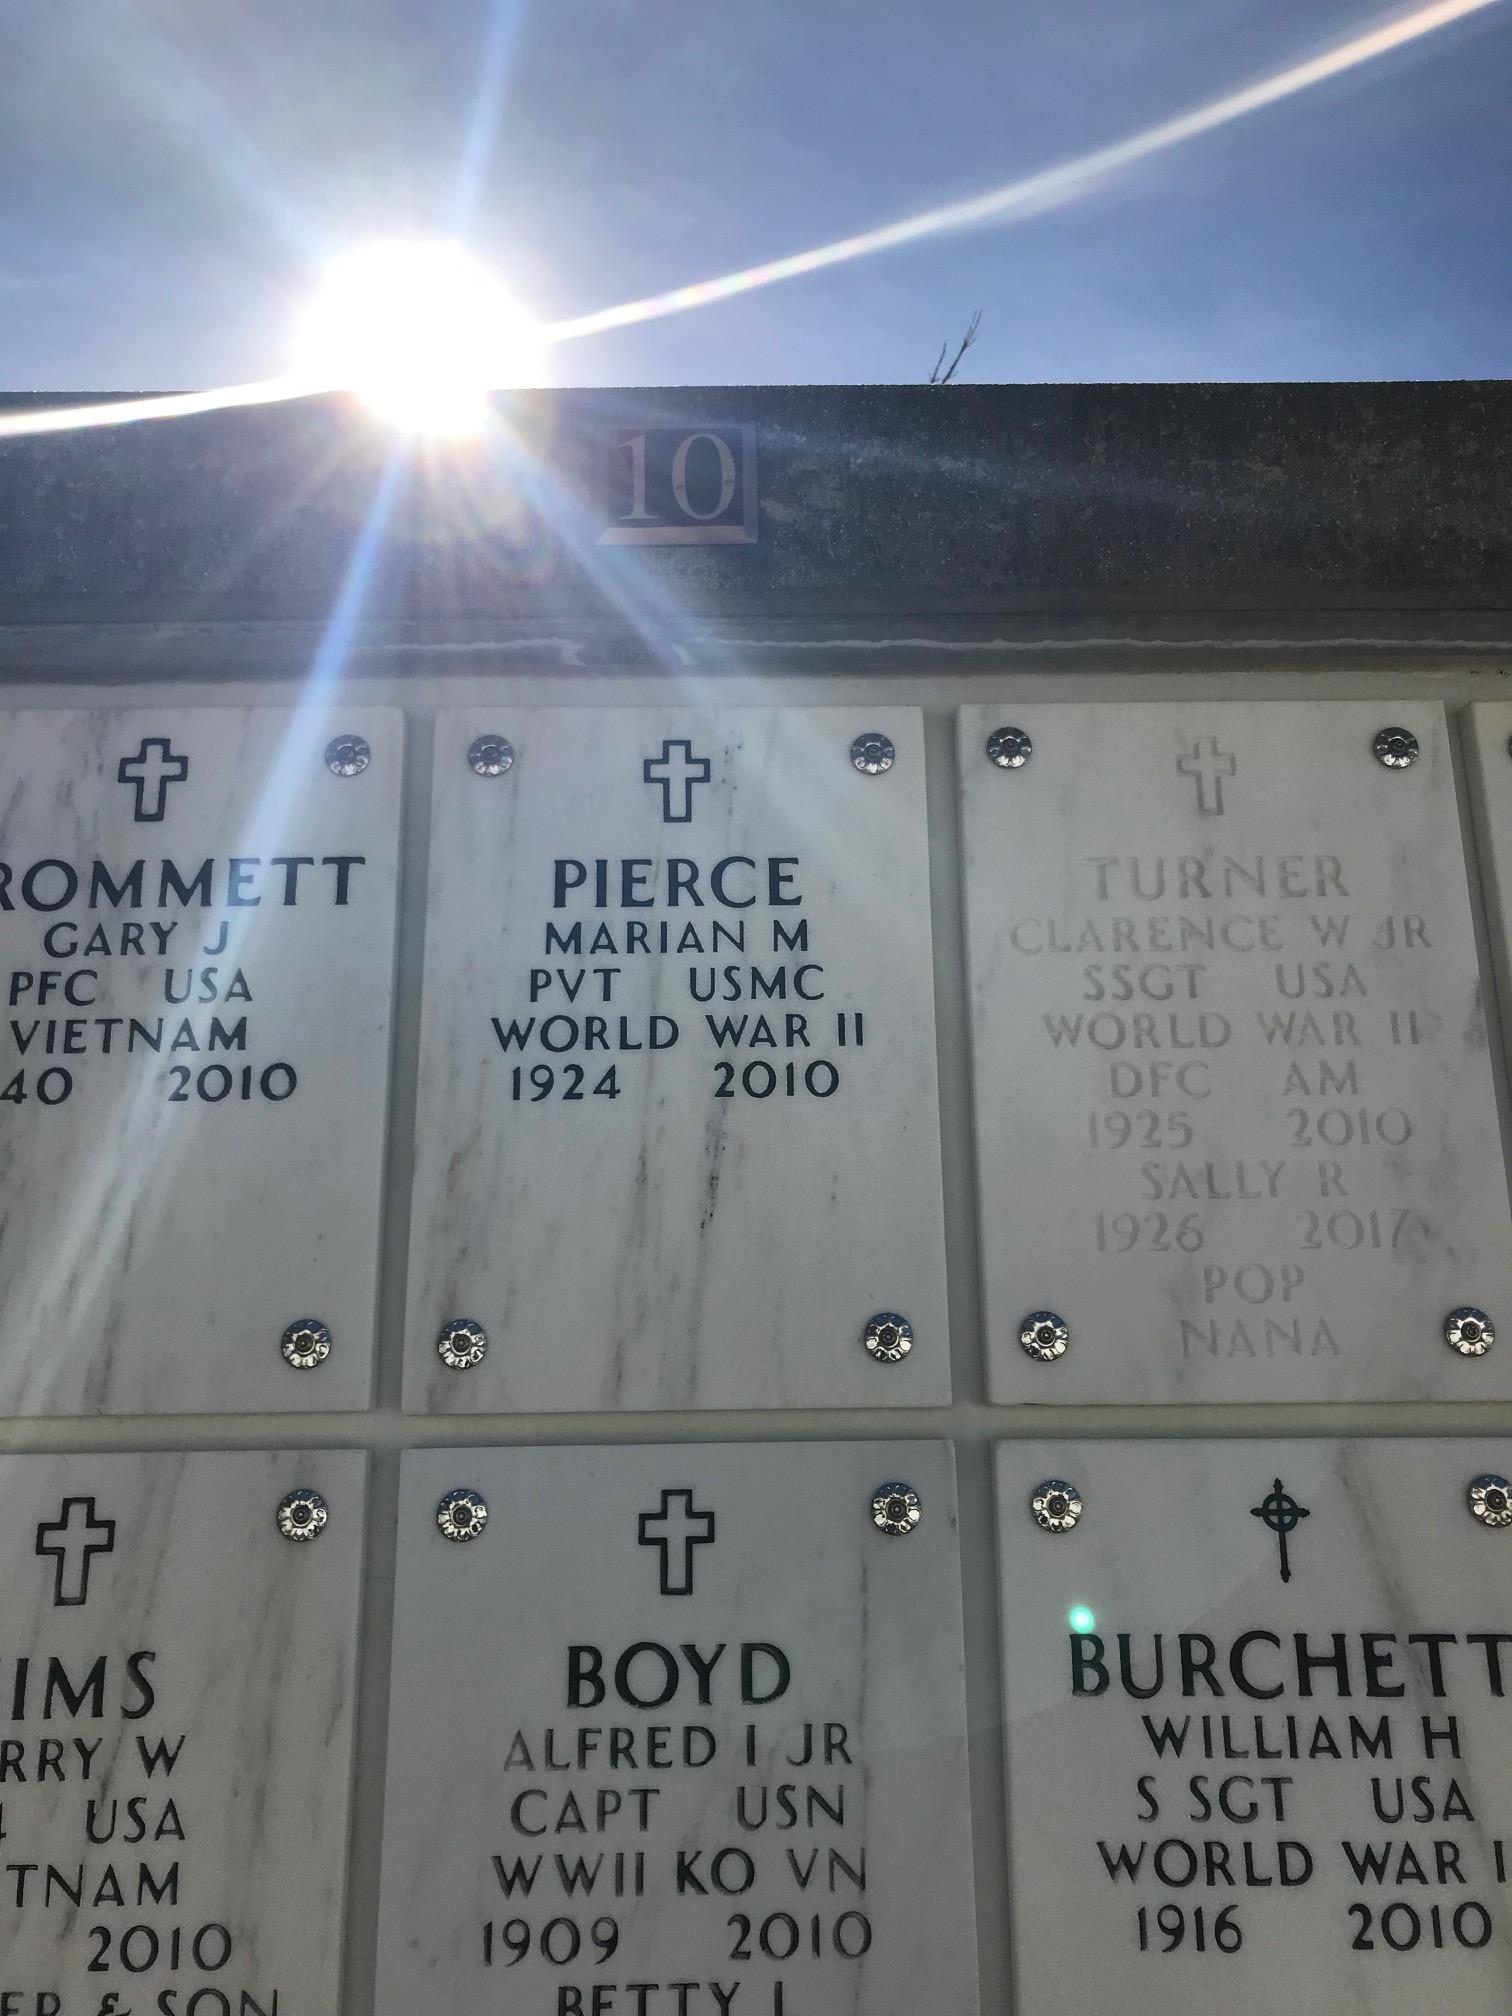 10
ROMMETT
GARY J
PFC USA
VIETNAM
40 2010
PIERCE
MARIAN M
PVT USMC
WORLD WAR II
1924 2010
TURNER
CLARENCE W JR
SSGT USA
WORLD WAR II
DFC AM
1925 2010
SALLY R
1926 2017
POP
NANA
IMS
RRY W
USA
TNAM
2010
ER & SON
BOYD
ALFRED I JR
CAPT USN
WWII KO VN
1909 2010
BETTY L
BURCHETT
WILLIAM H
S SGT USA
WORLD WAR I
1916 2010